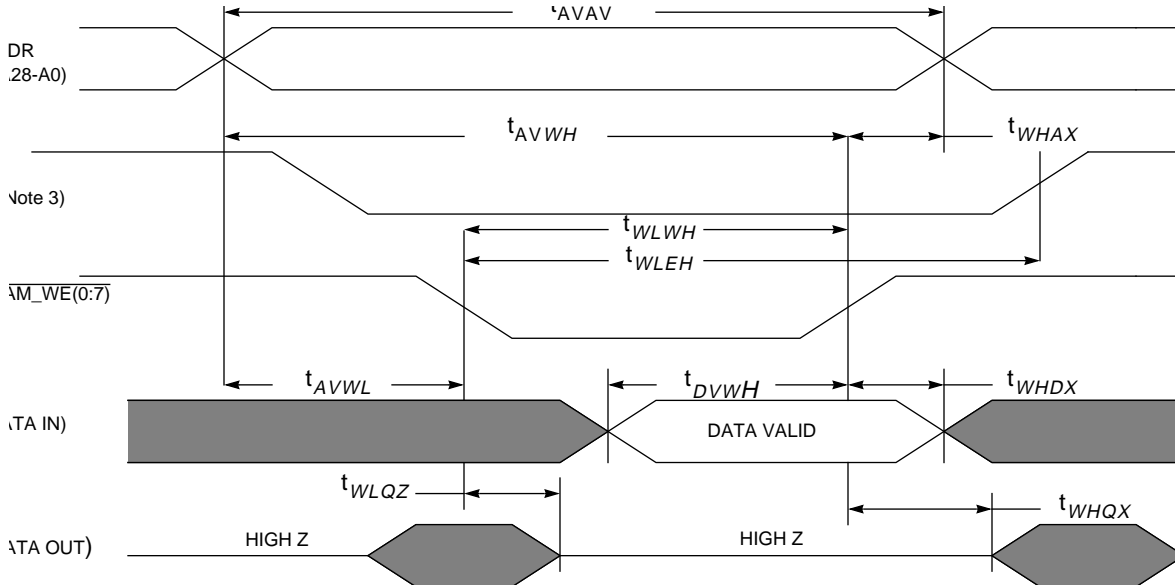 tAVAV
DR
28-A0)
tAVWH
tWHAX
Note 3)
tWLWH
tWLEH
AM_WE(0:7)
tAVWL
tDVWH
tWHDX
ATA IN)
DATA VALID
tWLQZ
tWHQX
ATA OUT)
HIGH Z
HIGH Z